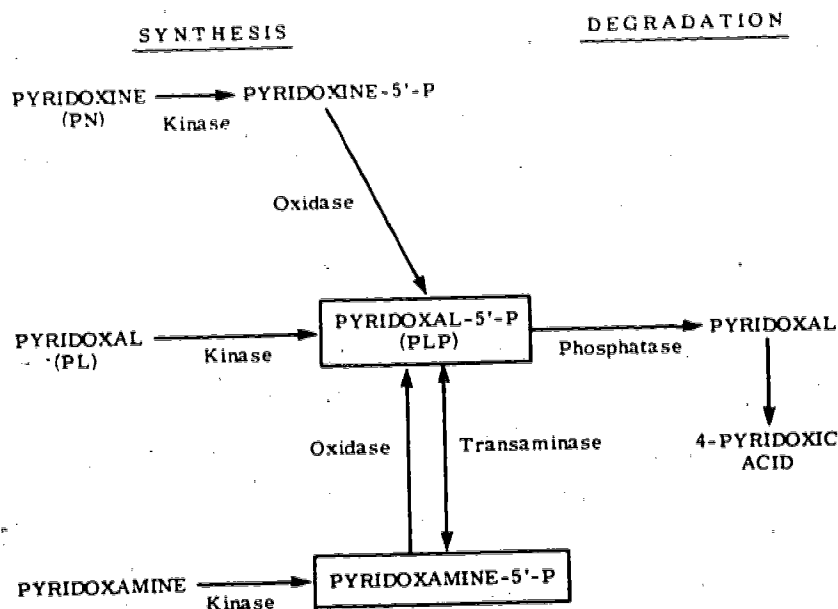 SYNTHESIS
DEGRADATION
PYRIDOXINE
(PN)
Kinase
PYRIDOXINE-5'-P
Oxidase
PYRIDOXAL
(PL)
Kinase
PYRIDOXAL-5'-P
(PLP)
Phosphatase
PYRIDOXAL
4-PYRIDOXIC
ACID
Oxidase
Transaminase
PYRIDOXAMINE
Kinase
PYRIDOXAMINE-5'-P